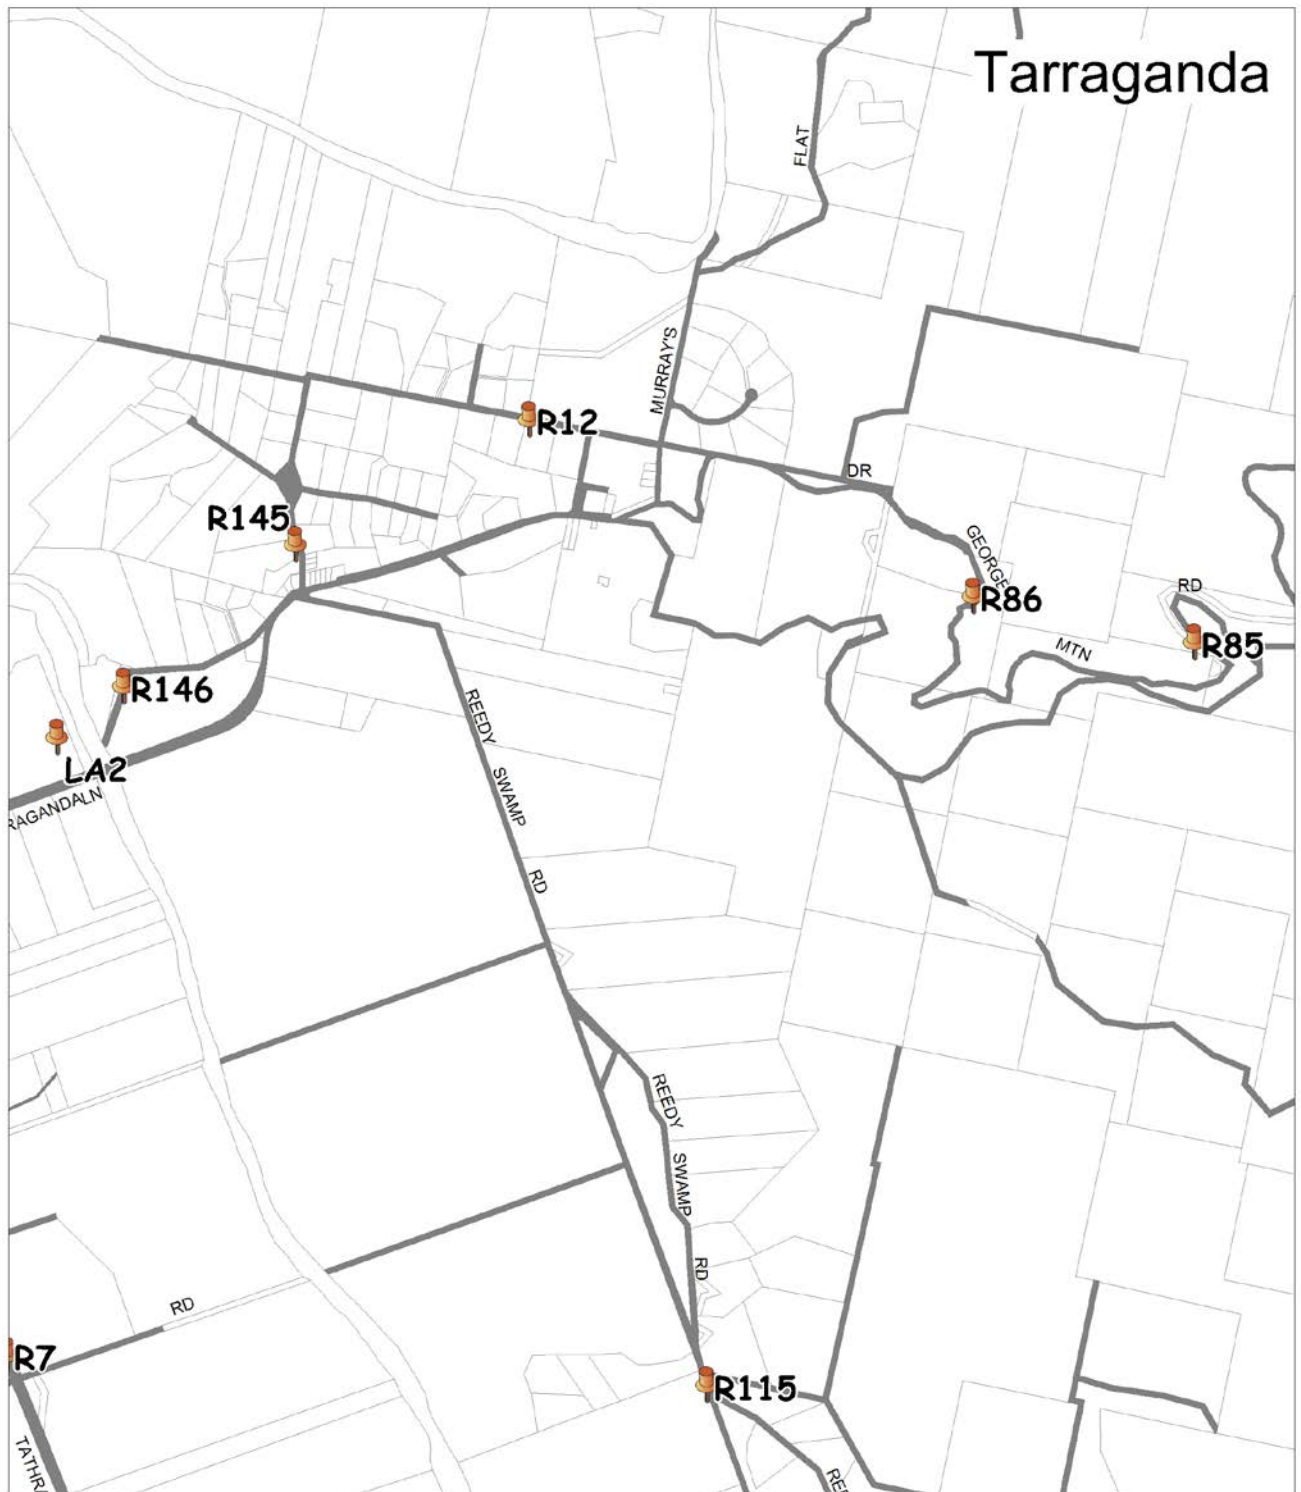 Tarraganda
FLAT
MURRAY'S
R12
DR
R145
GEORGE
R86
RD
R85
MTN
R146
REEDY
LA2
SWAMP
RAGANDALN
RD
REEDY
SWAMP
RD
RD
R7
R115
TATHRA
REE